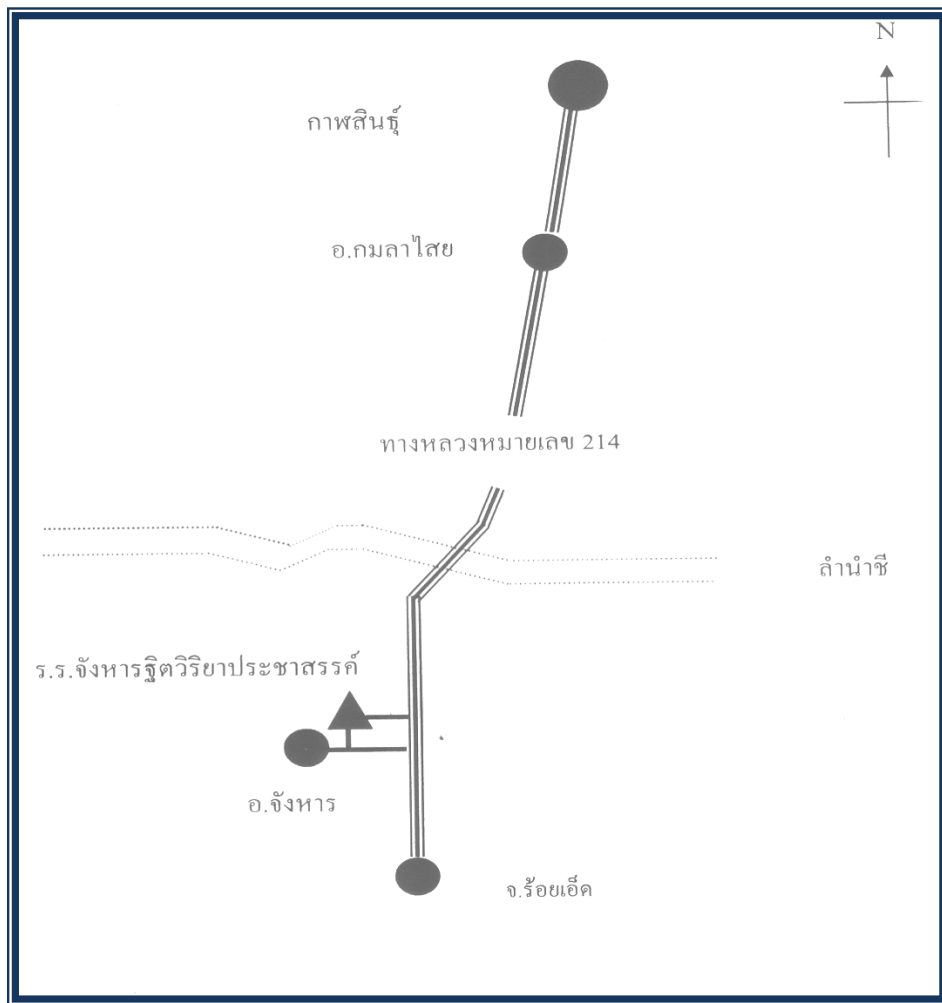 N
กาฬสินธุ์
อ.กมลาไสย
ทางหลวงหมายเลข 214
ลำน้ำชี
ร.ร.จังหารฐิตวิริยาประชาสรรค์
อ.จังหาร
จ.ร้อยเอ็ด